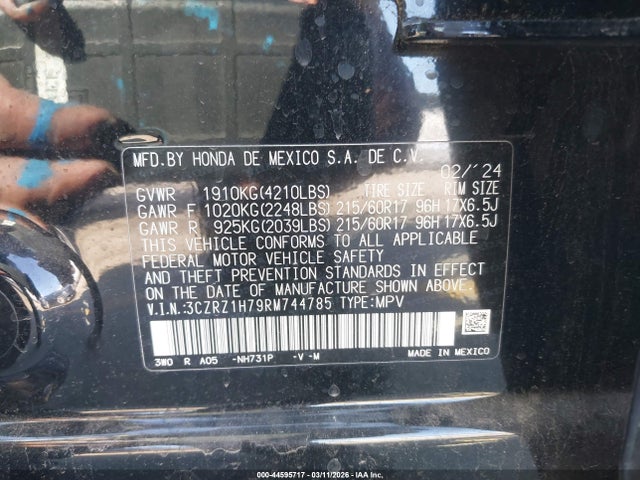 MFD.BY HONDA DE MEXICO S.A. DE C.V.
02/'24
GVWR 1910KG(4210LBS) TIRE SIZE RIM SIZE
GAWR F 1020KG(2248LBS) 215/60R17 96H 17X6.5J
GAWR R 925KG(2039LBS) 215/60R17 96H 17X6.5J
THIS VEHICLE CONFORMS TO ALL APPLICABLE
FEDERAL MOTOR VEHICLE SAFETY
AND THEFT PREVENTION STANDARDS IN EFFECT
ON THE DATE OF MANUFACTURE SHOWN ABOVE.
V.I.N.:3CZRZ1H79RM744785 TYPE:MPV
3W0 R A05 -NH731P -V -M
MADE IN MEXICO
000-44595717 - 03/11/2026 - IAA Inc.